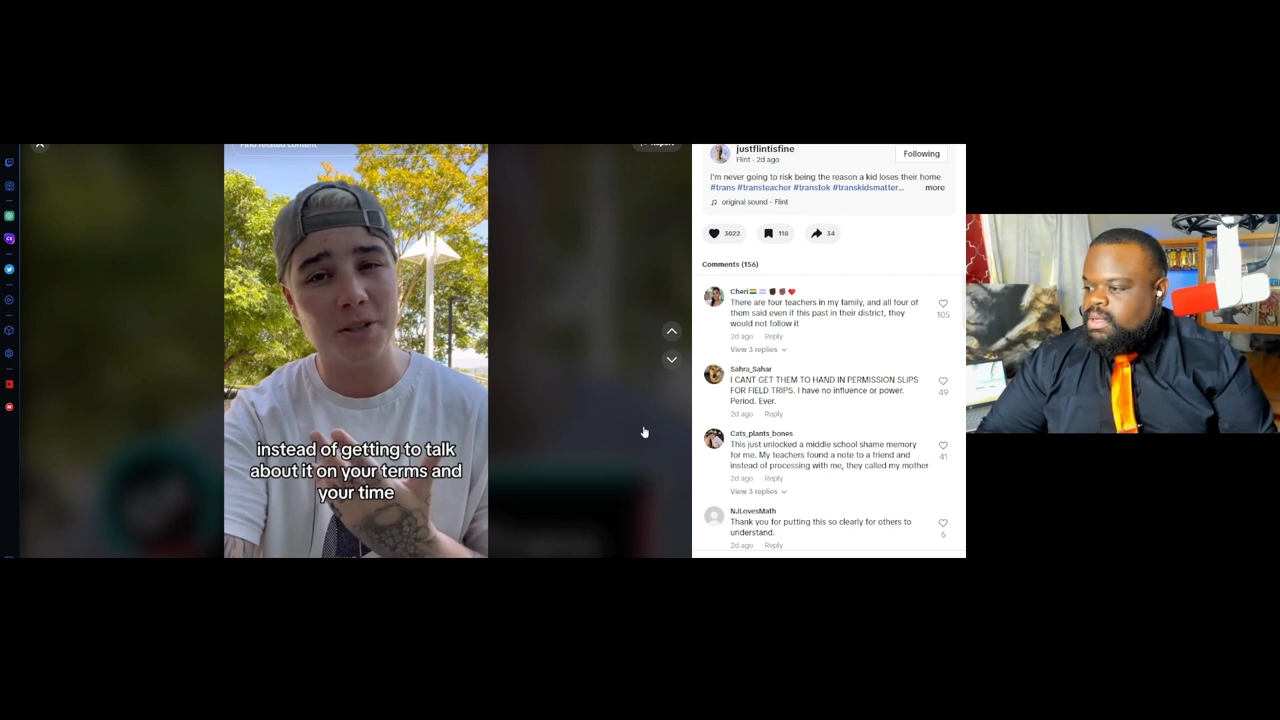 Find related content
Report
instead of getting to talk
about it on your terms and
your time
justflintisfine
Flint · 2d ago
Following
I'm never going to risk being the reason a kid loses their home
#trans #transteacher #transtok #transkidsmatter... more
original sound - Flint
3022
118
34
Comments (156)
Cheri
There are four teachers in my family, and all four of
them said even if this past in their district, they
would not follow it
105
2d ago Reply
View 3 replies
Sahra_Sahar
I CANT GET THEM TO HAND IN PERMISSION SLIPS
FOR FIELD TRIPS. I have no influence or power.
Period. Ever.
49
2d ago Reply
Cats_plants_bones
This just unlocked a middle school shame memory
for me. My teachers found a note to a friend and
instead of processing with me, they called my mother
41
2d ago Reply
View 3 replies
NJLovesMath
Thank you for putting this so clearly for others to
understand.
6
2d ago Reply